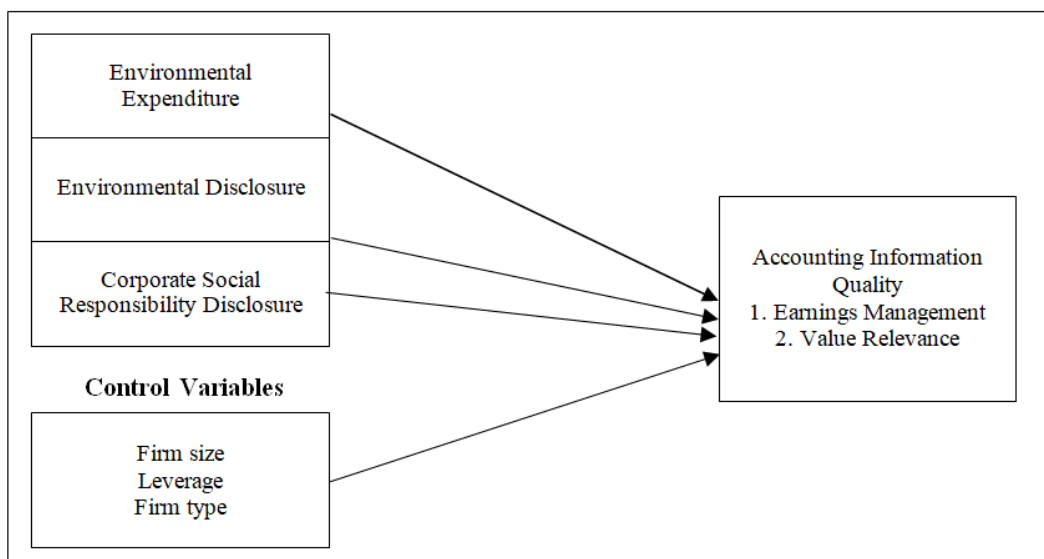 Environmental
Expenditure
Environmental Disclosure
Corporate Social
Responsibility Disclosure
Control Variables
Firm size
Leverage
Firm type
Accounting Information
Quality
1. Earnings Management
2. Value Relevance